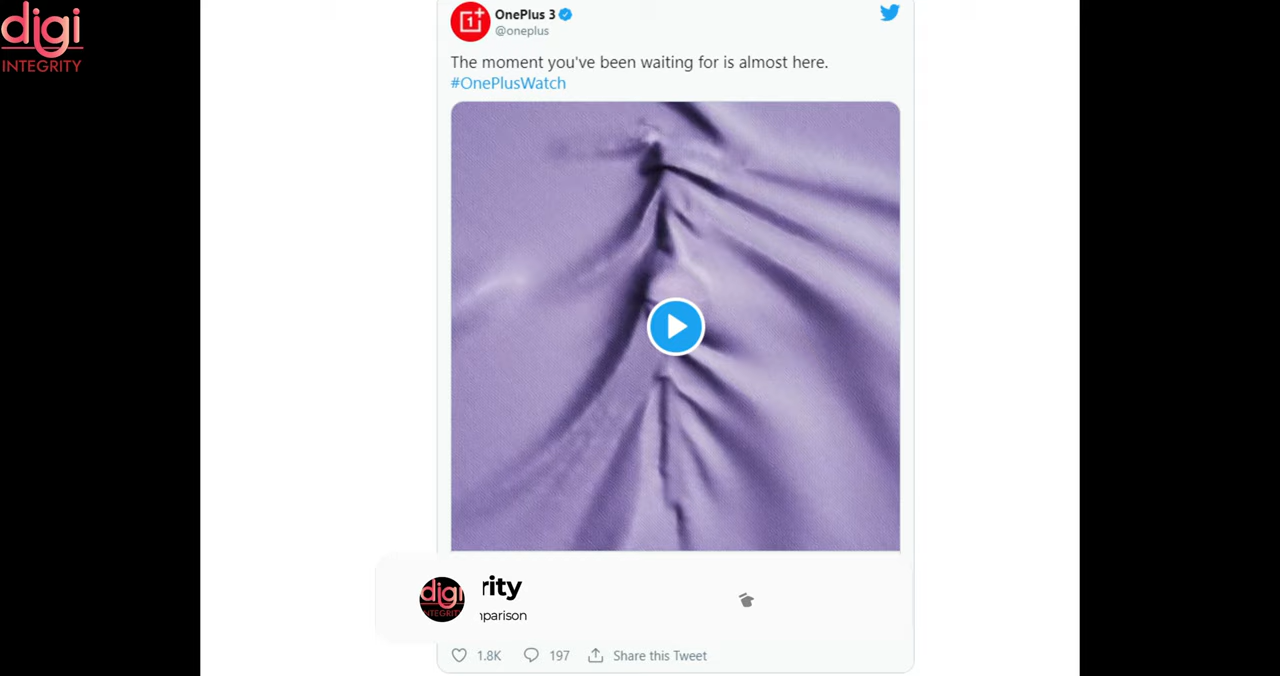 digi
INTEGRITY
OnePlus 3
@oneplus
The moment you've been waiting for is almost here.
#OnePlusWatch
digi
INTEGRITY
rity
nparison
1.8K
197
Share this Tweet